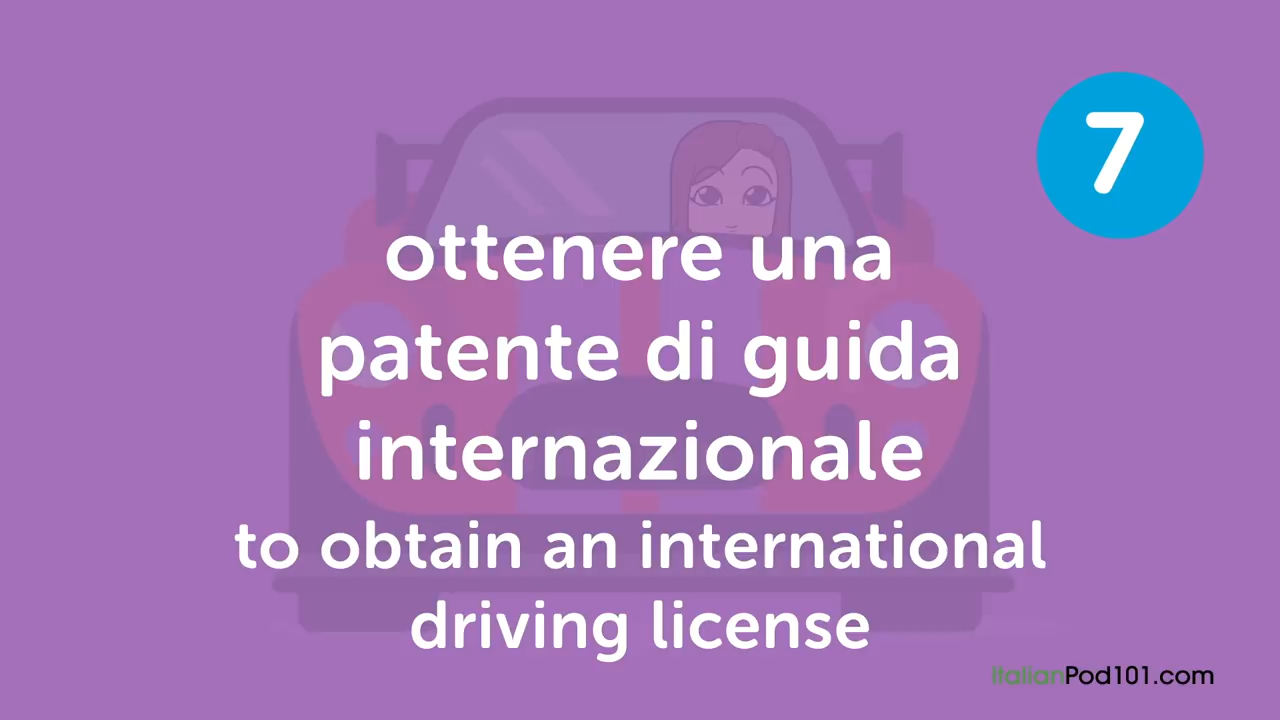 7
ottenere una
patente di guida
internazionale
to obtain an international
driving license
ItalianPod101.com